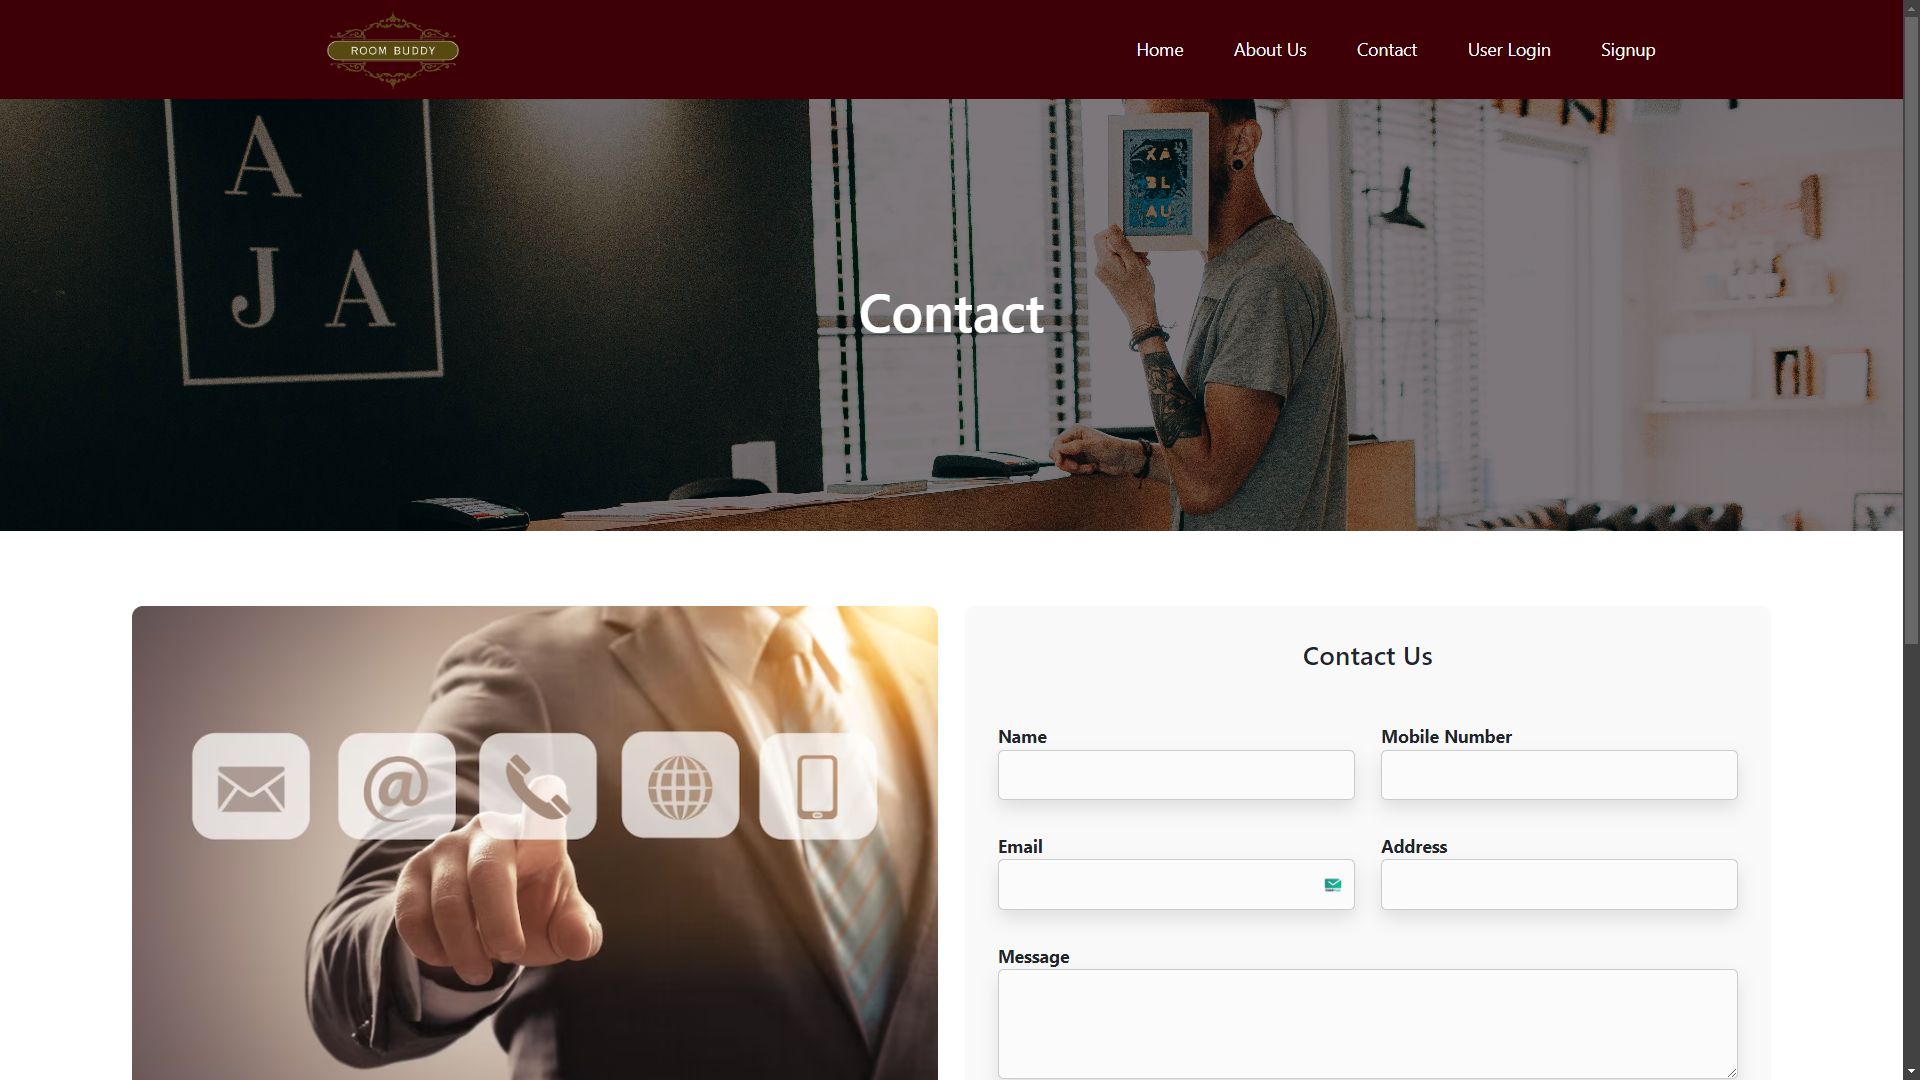 ROOM BUDDY
Home
About Us
Contact
User Login
Signup
A
J A
XA
BL
AU
Contact
Contact Us
Name
Mobile Number
Email
Address
Message